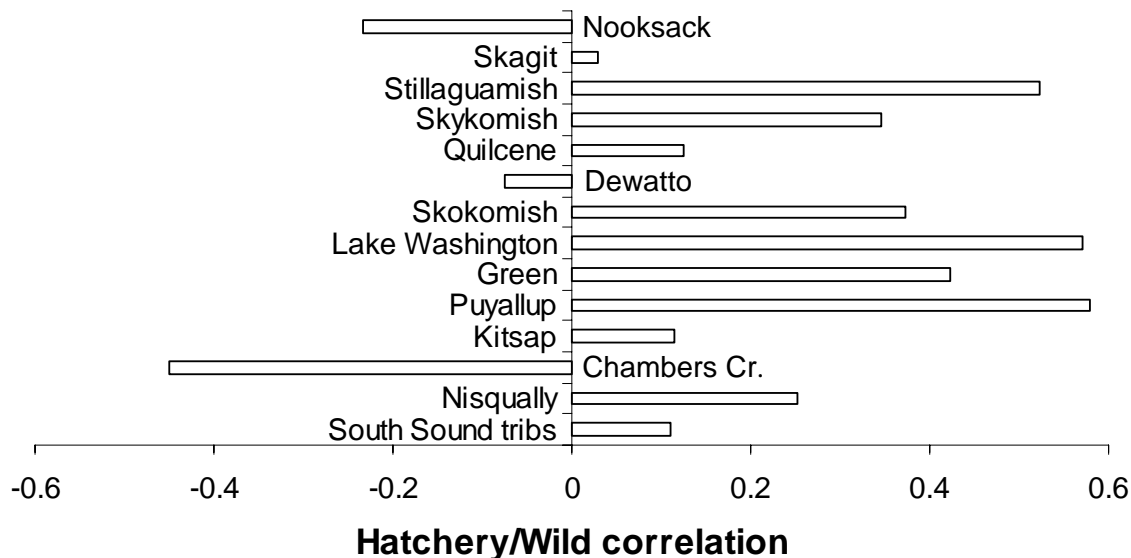 Nooksack
Skagit
Stillaguamish
Skykomish
Quilcene
Dewatto
Skokomish
Lake Washington
Green
Puyallup
Kitsap
Chambers Cr.
Nisqually
South Sound tribs
-0.6 -0.4 -0.2 0 0.2 0.4 0.6
Hatchery/Wild correlation